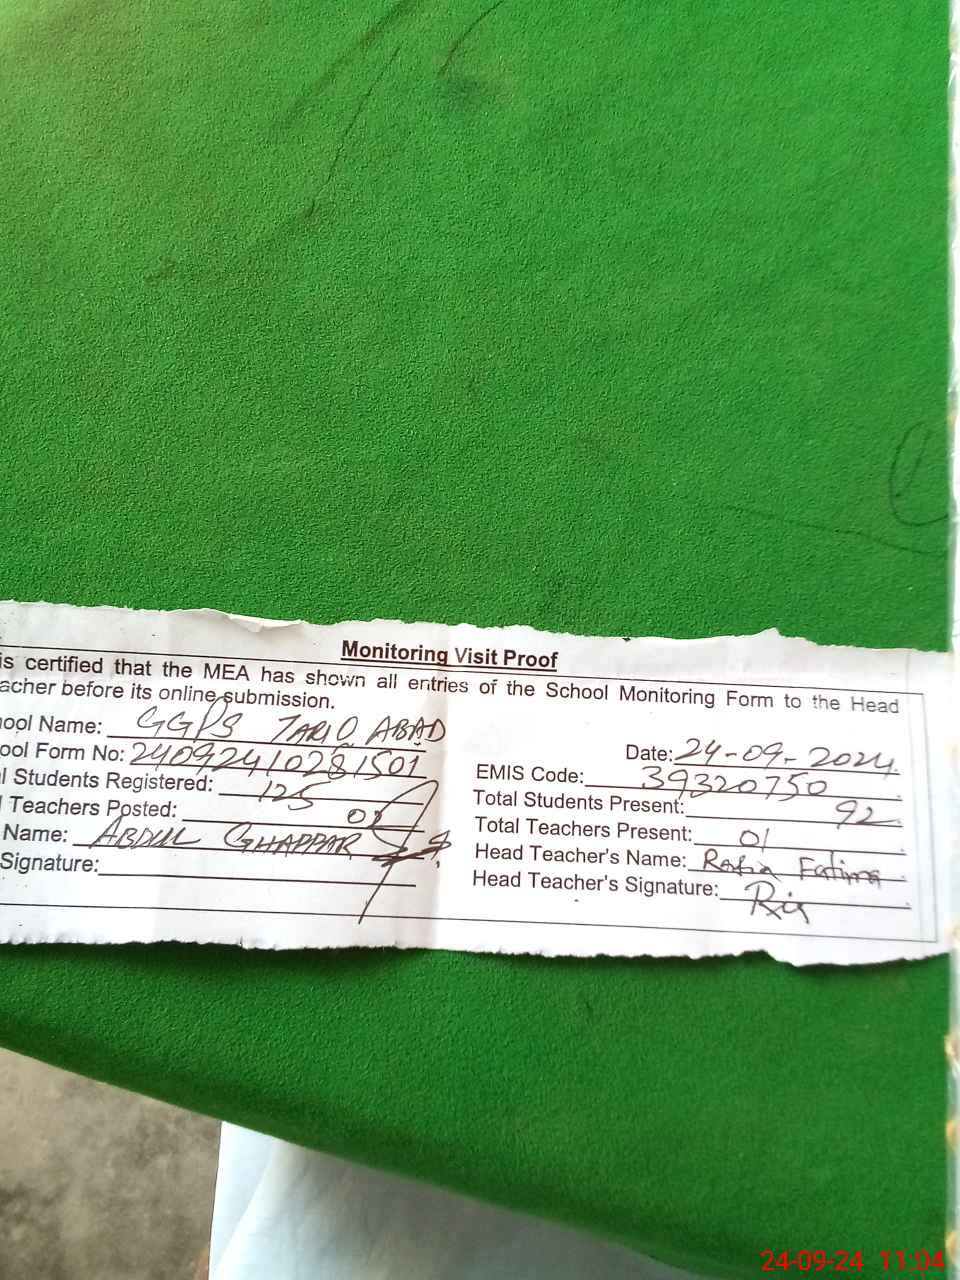 Monitoring Visit Proof
is certified that the MEA has shown all entries of the School Monitoring Form to the Head
acher before its online submission.
ool Name: GGPS TARIQ ABAD
ool Form No: 24092410281501
l Students Registered: 125
Teachers Posted: 02
Name: ABDUL GHAFFAR
Signature:
Date: 24-09-2024
EMIS Code: 39320750
Total Students Present: 92
Total Teachers Present: 01
Head Teacher's Name: Rafia Fatima
Head Teacher's Signature:
24-09-24 11:04